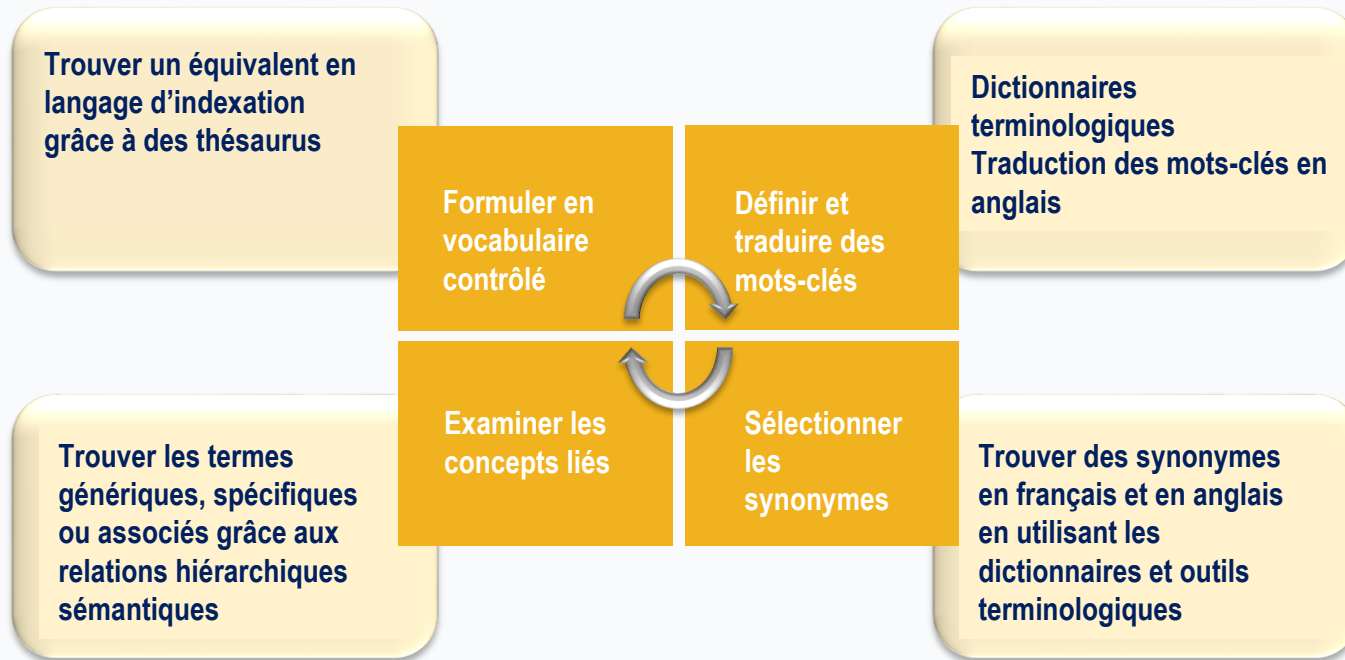 Trouver un équivalent en
langage d'indexation
grâce à des thésaurus
Dictionnaires
terminologiques
Traduction des mots-clés en
anglais
Formuler en
vocabulaire
contrôlé
Définir et
traduire des
mots-clés
Examiner les
concepts liés
Sélectionner
les
synonymes
Trouver les termes
génériques, spécifiques
ou associés grâce aux
relations hiérarchiques
sémantiques
Trouver des synonymes
en français et en anglais
en utilisant les
dictionnaires et outils
terminologiques